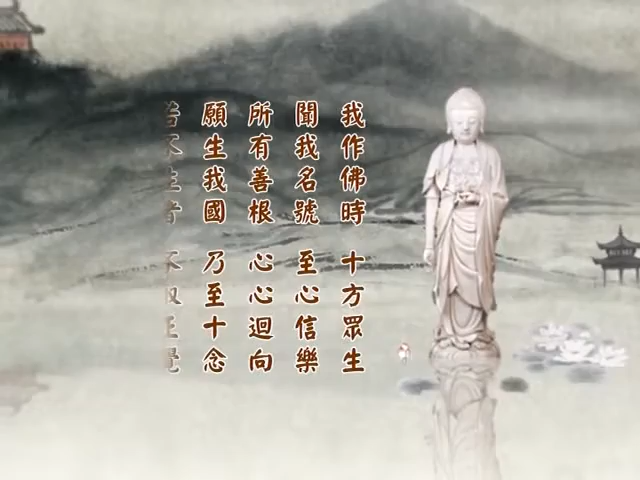 我作佛時 十方眾生
聞我名號 至心信樂
所有善根 心心迴向
願生我國 乃至十念
若不生者 不取正覺